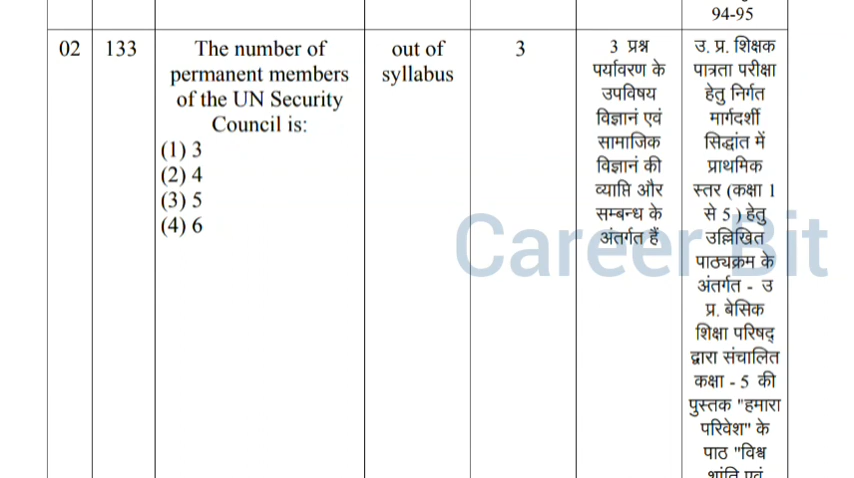 94-95
02
133
The number of
permanent members
of the UN Security
Council is:
(1) 3
(2) 4
(3) 5
(4) 6
out of
syllabus
3
3 प्रश्न
पर्यावरण के
उपविषय
विज्ञानं एवं
सामाजिक
विज्ञानं की
व्याप्ति और
सम्बन्ध के
अंतर्गत हैं
उ. प्र. शिक्षक
पात्रता परीक्षा
हेतु निर्गत
मार्गदर्शी
सिद्धांत में
प्राथमिक
स्तर (कक्षा 1
से 5 ) हेतु
उल्लिखित
पाठ्यक्रम के
अंतर्गत - उ
प्र. बेसिक
शिक्षा परिषद्
द्वारा संचालित
कक्षा - 5 की
पुस्तक "हमारा
परिवेश" के
पाठ "विश्व
शांति एवं
Career Bit